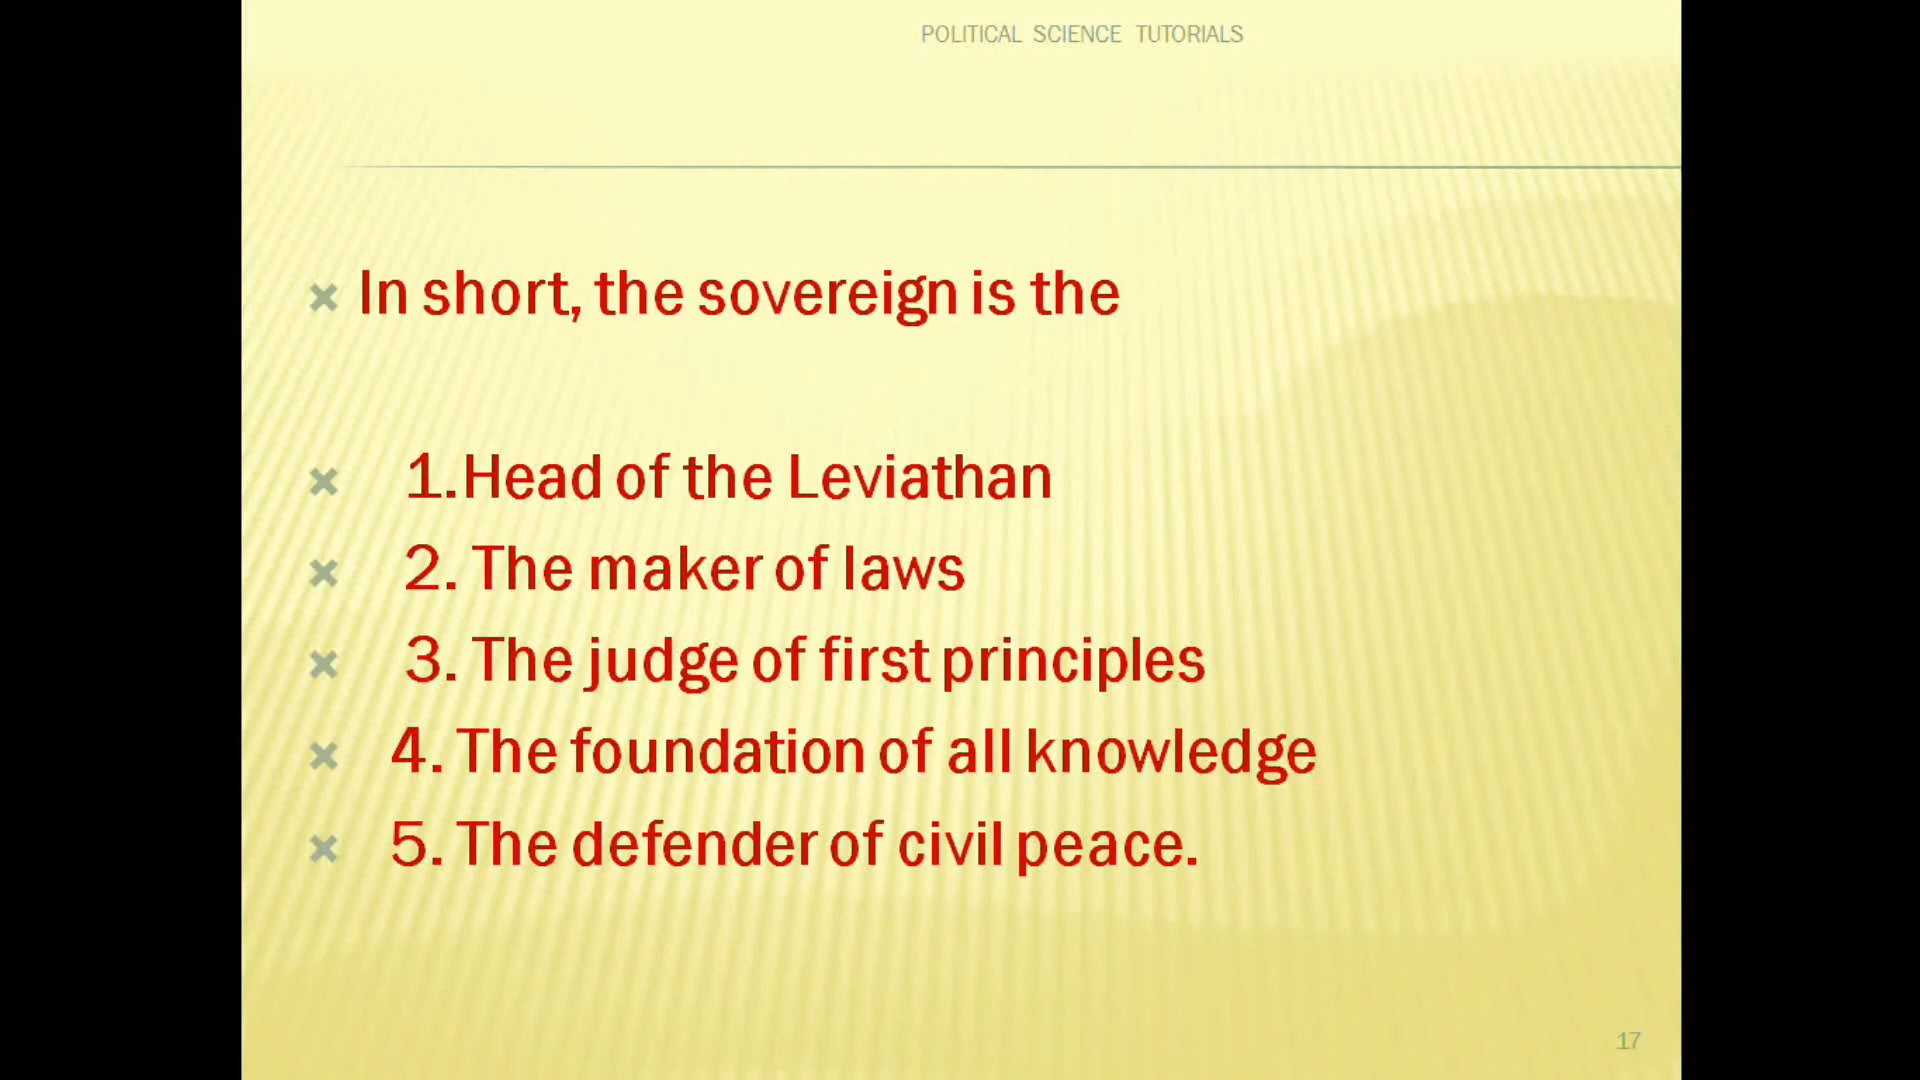 POLITICAL SCIENCE TUTORIALS
In short, the sovereign is the
1.Head of the Leviathan
2. The maker of laws
3. The judge of first principles
4. The foundation of all knowledge
5. The defender of civil peace.
17